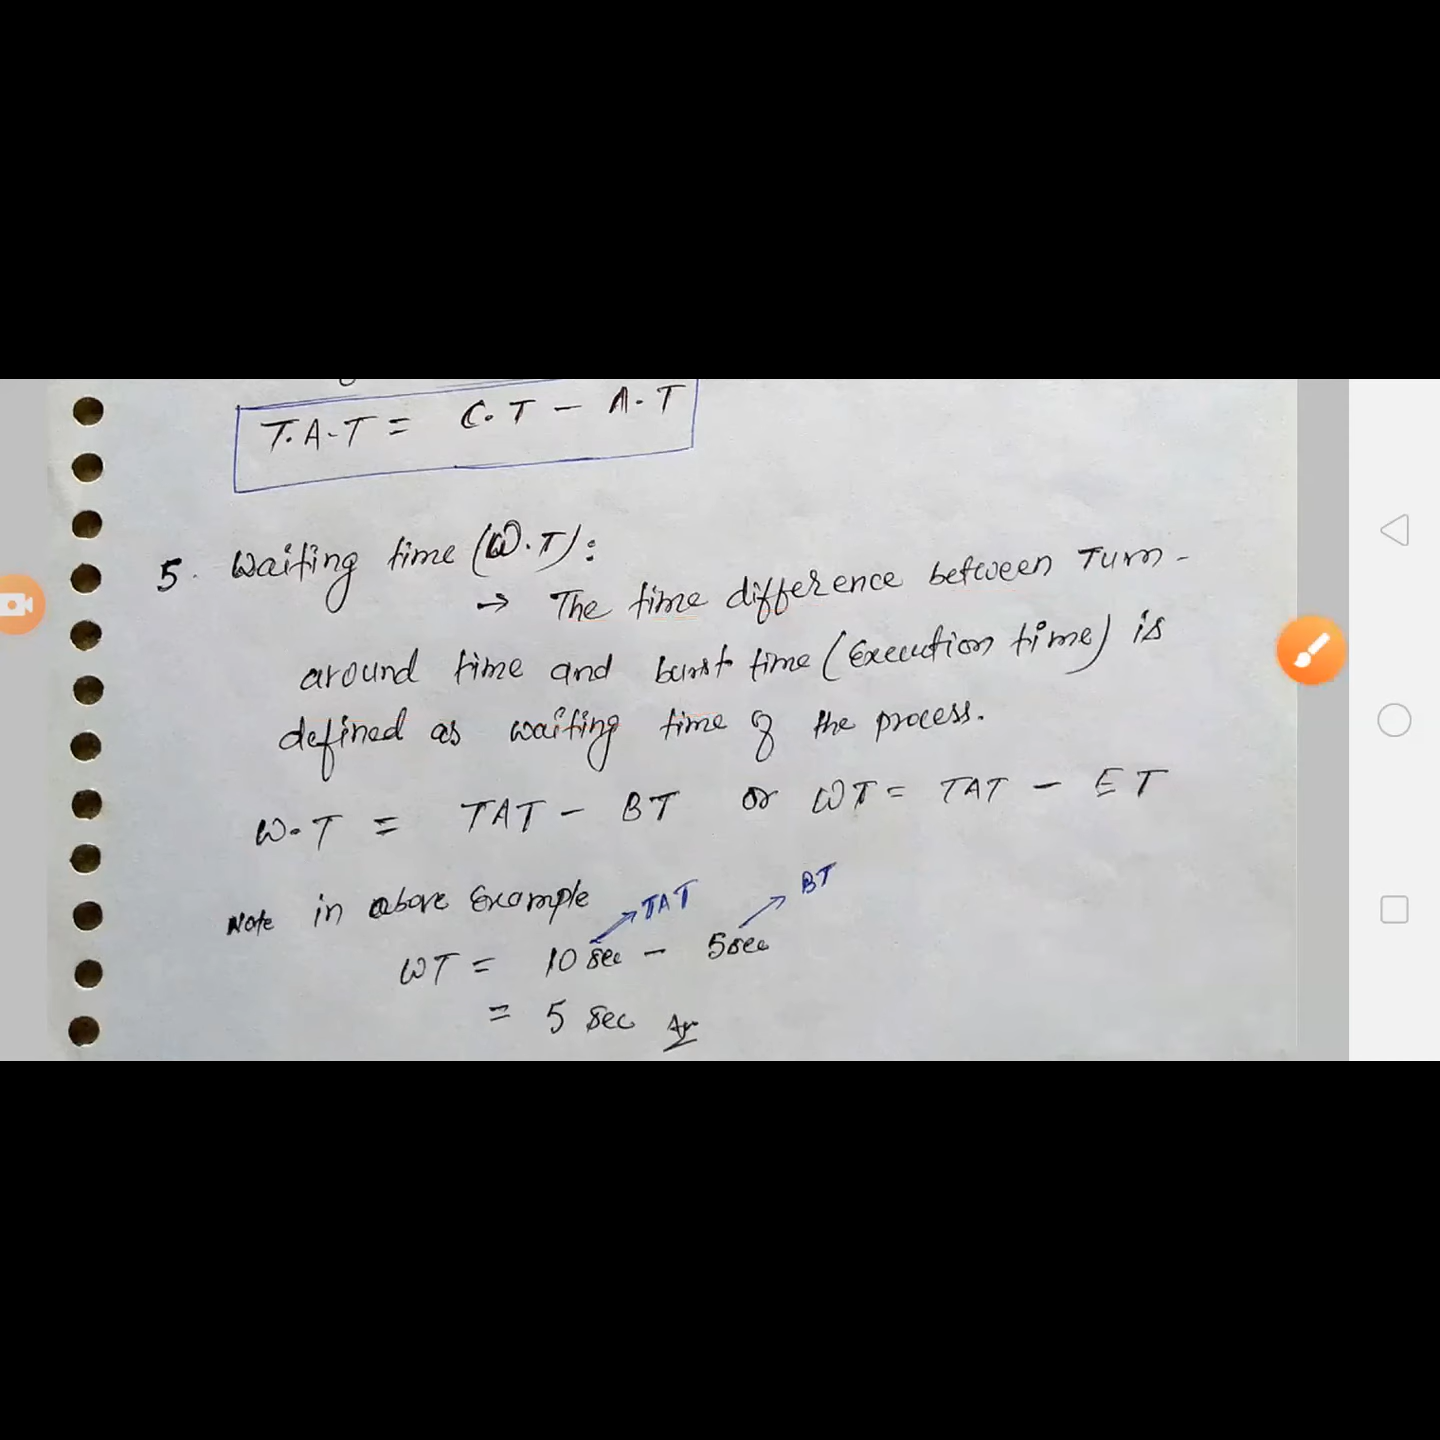 T.A.T = C.T - A.T
5. Waiting time (W.T):
→ The time difference between Turn-
around time and burst time (Execution time) is
defined as waiting time of the process.
W.T = TAT - BT or WT = TAT - ET
Note in above Example
TAT BT
WT = 10 sec - 5 sec
= 5 sec